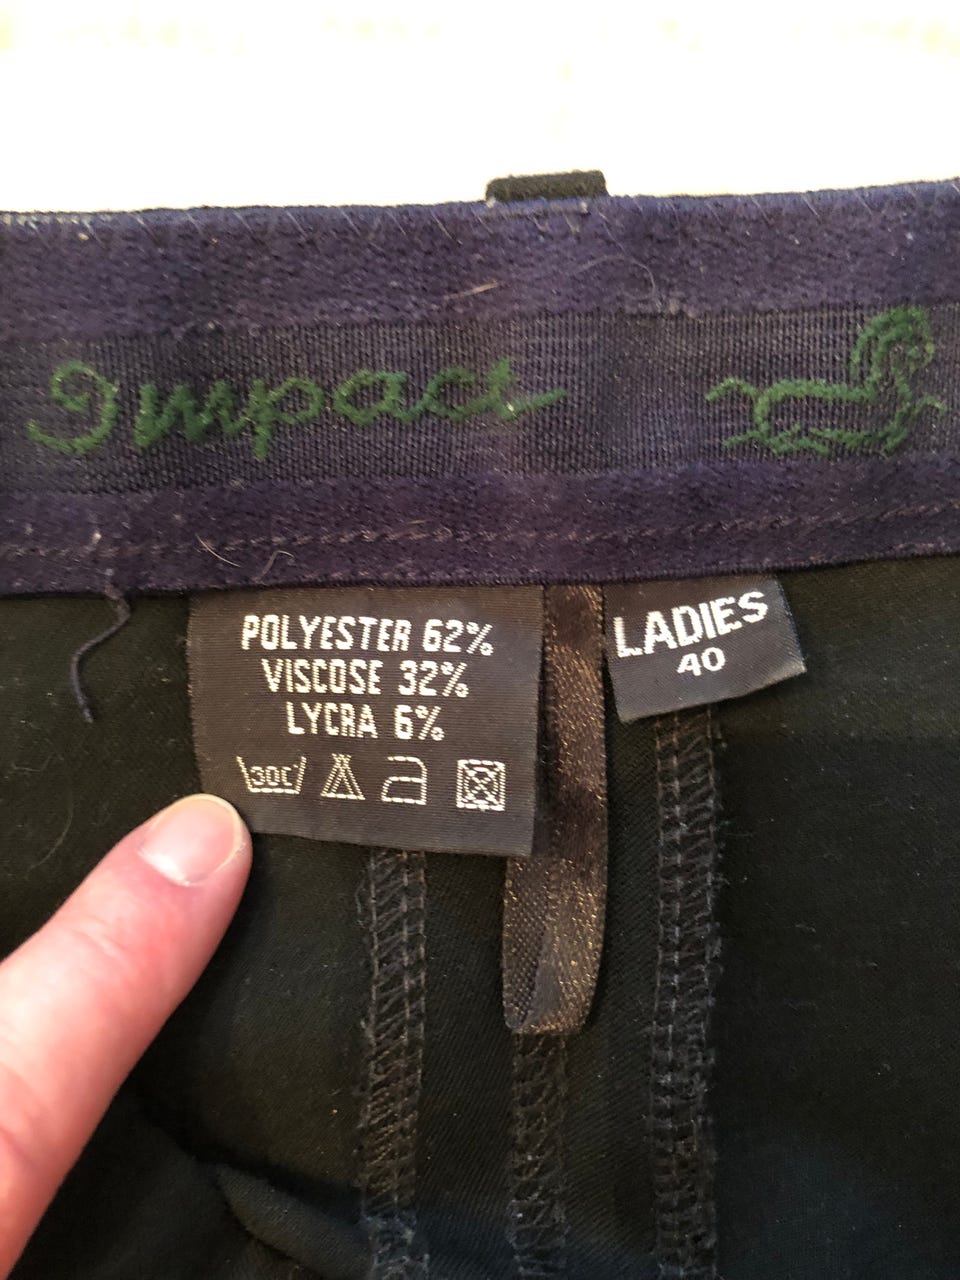 Impact
POLYESTER 62%
VISCOSE 32%
LYCRA 6%
30C
LADIES
40